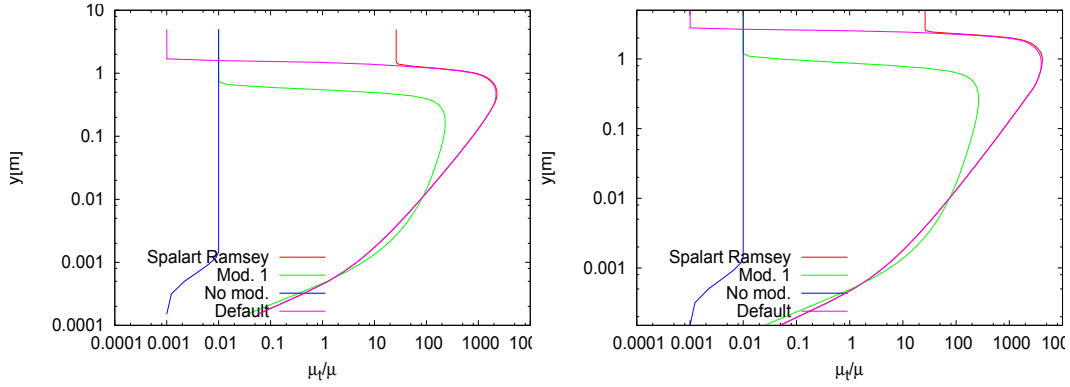 10
1
0.1
0.01
0.001
0.0001
y[m]
Spalart Ramsey
Mod. 1
No mod.
Default
0.0001 0.001 0.01 0.1 1 10 100 1000 10
μt/μ
1
0.1
0.01
0.001
y[m]
Spalart Ramsey
Mod. 1
No mod.
Default
0.0001 0.001 0.01 0.1 1 10 100 1000 10
μt/μ